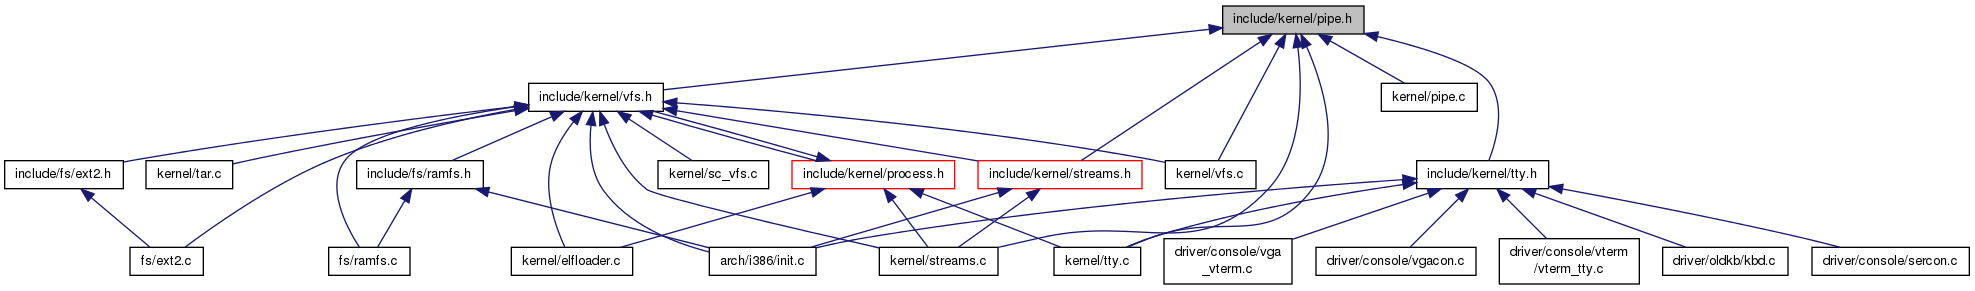 include/kernel/pipe.h
include/kernel/vfs.h
kernel/pipe.c
include/fs/ext2.h
kernel/tar.c
include/fs/ramfs.h
kernel/sc_vfs.c
include/kernel/process.h
include/kernel/streams.h
kernel/vfs.c
include/kernel/tty.h
fs/ext2.c
fs/ramfs.c
kernel/elfloader.c
arch/i386/init.c
kernel/streams.c
kernel/tty.c
driver/console/vga
_vterm.c
driver/console/vgacon.c
driver/console/vterm
/vterm_tty.c
driver/oldkb/kbd.c
driver/console/sercon.c